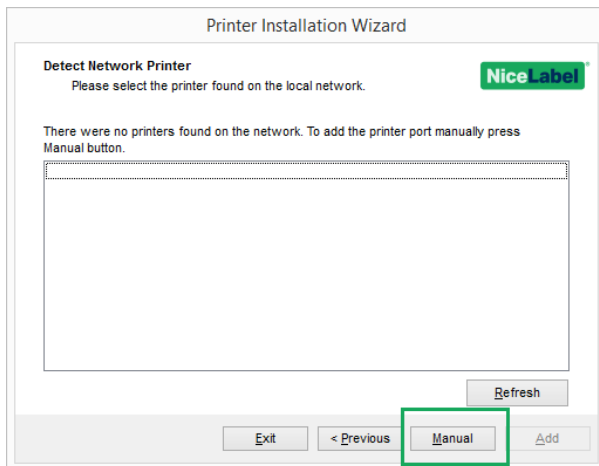 Printer Installation Wizard
Detect Network Printer
Please select the printer found on the local network.
NiceLabel
There were no printers found on the network. To add the printer port manually press
Manual button.
Refresh
Exit < Previous Manual Add